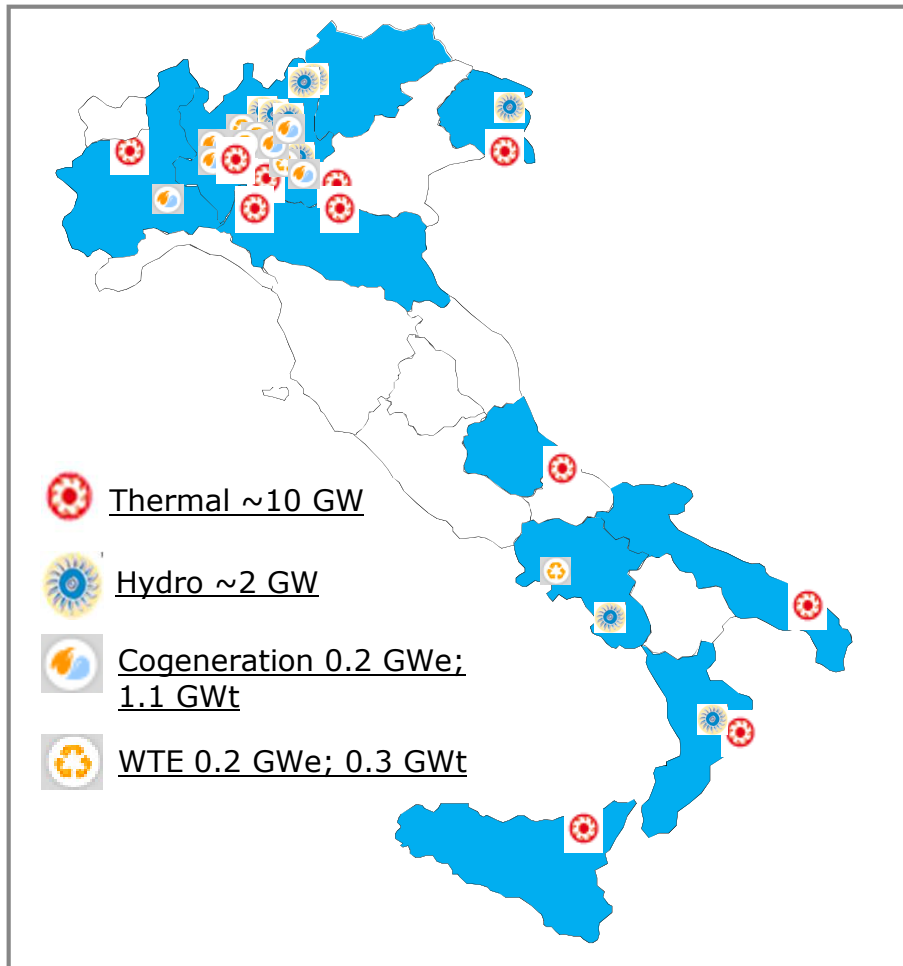 Thermal ~10 GW
Hydro ~2 GW
Cogeneration 0.2 GWe;
1.1 GWt
WTE 0.2 GWe; 0.3 GWt